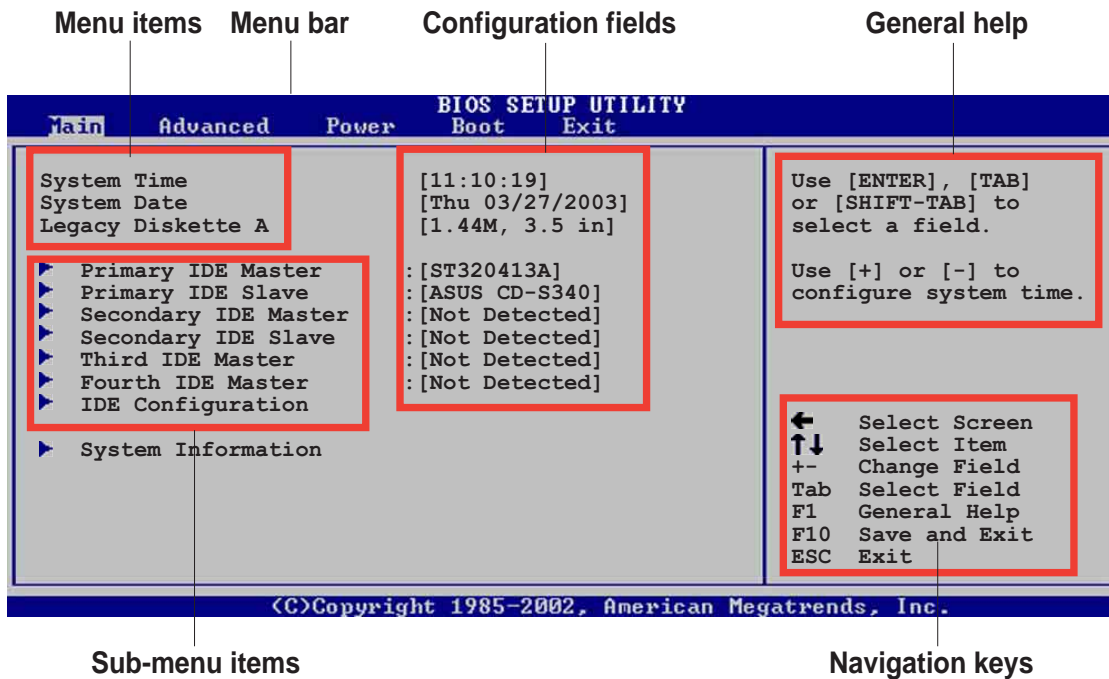 Menu items Menu bar Configuration fields General help
BIOS SETUP UTILITY
Main Advanced Power Boot Exit
System Time [11:10:19]
System Date [Thu 03/27/2003]
Legacy Diskette A [1.44M, 3.5 in]
Primary IDE Master :[ST320413A]
Primary IDE Slave :[ASUS CD-S340]
Secondary IDE Master :[Not Detected]
Secondary IDE Slave :[Not Detected]
Third IDE Master :[Not Detected]
Fourth IDE Master :[Not Detected]
IDE Configuration
System Information
Use [ENTER], [TAB]
or [SHIFT-TAB] to
select a field.
Use [+] or [-] to
configure system time.
← Select Screen
↑↓ Select Item
+- Change Field
Tab Select Field
F1 General Help
F10 Save and Exit
ESC Exit
(C)Copyright 1985-2002, American Megatrends, Inc.
Sub-menu items Navigation keys